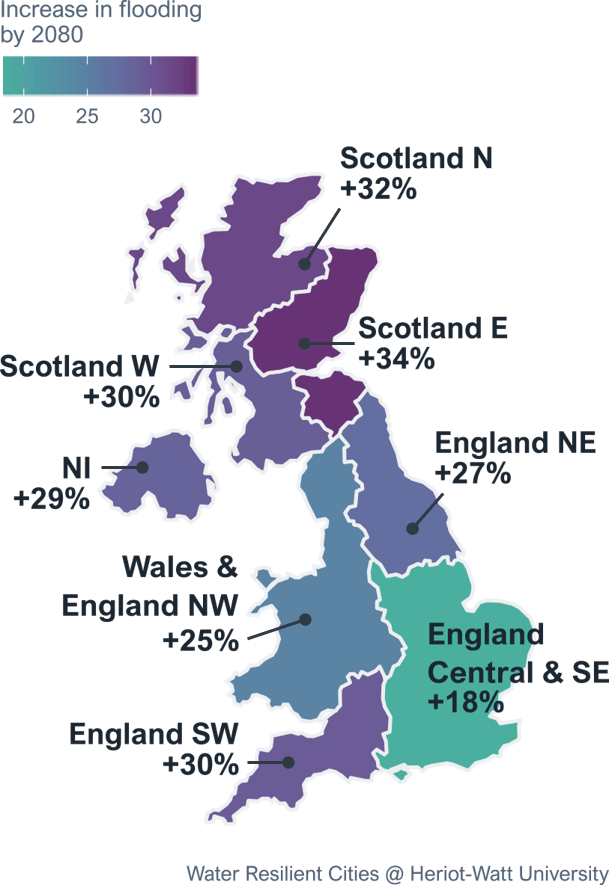 Increase in flooding
by 2080
20 25 30
Scotland N
+32%
Scotland E
+34%
Scotland W
+30%
England NE
+27%
NI
+29%
Wales &
England NW
+25%
England
Central & SE
+18%
England SW
+30%
Water Resilient Cities @ Heriot-Watt University